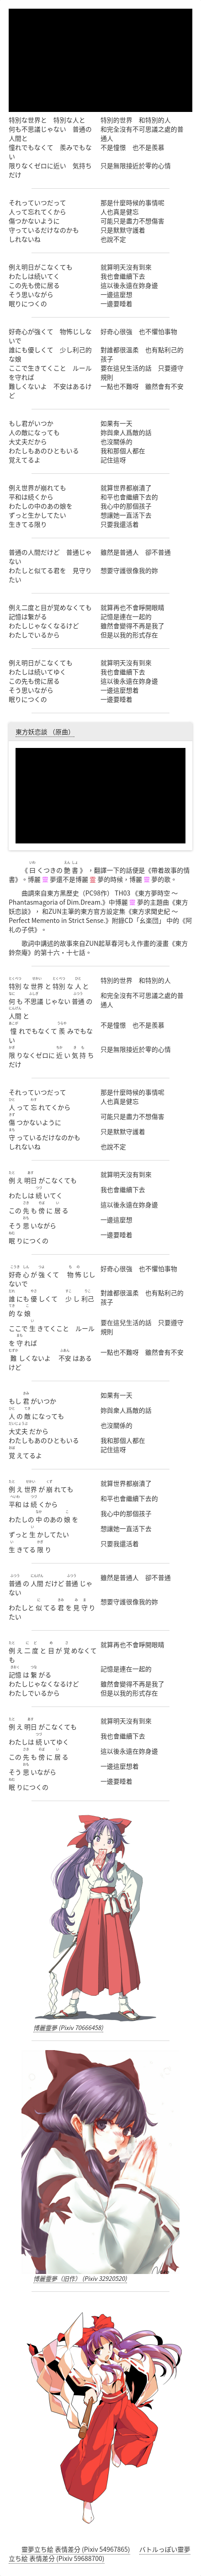 特別な世界と　特別な人と
特別的世界　和特別的人
何も不思議じゃない　普通の人間と
和完全沒有不可思議之處的普通人
憧れでもなくて　羨みでもない
不是憧憬　也不是羨慕
限りなくゼロに近い　気持ちだけ
只是無限接近於零的心情
それっていつだって
那是什麼時候的事情呢
人って忘れてくから
人也真是健忘
傷つかないように
可能只是盡力不想傷害
守っているだけなのかも
只是默默守護着
しれないね
也說不定
例え明日がこなくても
就算明天沒有到來
わたしは続いてく
我也會繼續下去
この先も傍に居る
這以後永遠在妳身邊
そう思いながら
一邊這麼想
眠りにつくの
一邊要睡着
好奇心が強くて　物怖じしないで
好奇心很強　也不懼怕事物
誰にも優しくて　少し利己的な娘
對誰都很溫柔　也有點利己的孩子
ここで生きてくこと　ルールを守れば
要在這兒生活的話　只要遵守規則
難しくないよ　不安はあるけど
一點也不難呀　雖然會有不安
もし君がいつか
如果有一天
人の敵になっても
妳與衆人爲敵的話
大丈夫だから
也沒關係的
わたしもあのひともいる
我和那個人都在
覚えてるよ
記住這呀
例え世界が崩れても
就算世界都崩潰了
平和は続くから
和平也會繼續下去的
わたしの中のあの娘を
我心中的那個孩子
ずっと生かしてたい
想讓她一直活下去
生きてる限り
只要我還活着
普通の人間だけど　普通じゃない
雖然是普通人　卻不普通
わたしと似てる君を　見守りたい
想要守護很像我的妳
例え二度と目が覚めなくても
就算再也不會睜開眼睛
記憶は繋がる
記憶是連在一起的
わたしじゃなくなるけど
雖然會變得不再是我了
わたしでいるから
但是以我的形式存在
例え明日がこなくても
就算明天沒有到來
わたしは続いてゆく
我也會繼續下去
この先も傍に居る
這以後永遠在妳身邊
そう思いながら
一邊這麼想着
眠りにつくの
一邊要睡着
東方妖恋談 （原曲）
《曰くつきの艶書》，翻譯一下的話便是《帶着故事的情書》。博麗霊夢還不是博麗靈夢的時候，博麗霊夢的歌。
曲調來自東方黑歷史（PC98作） TH03 《東方夢時空 ～ Phantasmagoria of Dim.Dream.》中博麗霊夢的主題曲《東方妖恋談》，和ZUN主筆的東方官方設定集《東方求聞史紀 ～ Perfect Memento in Strict Sense.》附錄CD「幺楽団」 中的《阿礼の子供》。
歌詞中講述的故事來自ZUN起草春河もえ作畫的漫畫《東方鈴奈庵》的第十六・十七話。
特別な世界と特別な人と
特別的世界　和特別的人
何も不思議じゃない普通の人間と
和完全沒有不可思議之處的普通人
憧れでもなくて羨みでもない
不是憧憬　也不是羨慕
限りなくゼロに近い気持ちだけ
只是無限接近於零的心情
それっていつだって
那是什麼時候的事情呢
人って忘れてくから
人也真是健忘
傷つかないように
可能只是盡力不想傷害
守っているだけなのかも
只是默默守護着
しれないね
也說不定
例え明日がこなくても
就算明天沒有到來
わたしは続いてく
我也會繼續下去
この先も傍に居る
這以後永遠在妳身邊
そう思いながら
一邊這麼想
眠りにつくの
一邊要睡着
好奇心が強くて　物怖じしないで
好奇心很強　也不懼怕事物
誰にも優しくて　少し利己的な娘
對誰都很溫柔　也有點利己的孩子
ここで生きてくこと　ルールを守れば
要在這兒生活的話　只要遵守規則
難しくないよ　不安はあるけど
一點也不難呀　雖然會有不安
もし君がいつか
如果有一天
人の敵になっても
妳與衆人爲敵的話
大丈夫だから
也沒關係的
わたしもあのひともいる
我和那個人都在
覚えてるよ
記住這呀
例え世界が崩れても
就算世界都崩潰了
平和は続くから
和平也會繼續下去的
わたしの中のあの娘を
我心中的那個孩子
ずっと生かしてたい
想讓她一直活下去
生きてる限り
只要我還活着
普通の人間だけど普通じゃない
雖然是普通人　卻不普通
わたしと似てる君を見守りたい
想要守護很像我的妳
例え二度と目が覚めなくても
就算再也不會睜開眼睛
記憶は繋がる
記憶是連在一起的
わたしじゃなくなるけど
雖然會變得不再是我了
わたしでいるから
但是以我的形式存在
例え明日がこなくても
就算明天沒有到來
わたしは続いてゆく
我也會繼續下去
この先も傍に居る
這以後永遠在妳身邊
そう思いながら
一邊這麼想着
眠りにつくの
一邊要睡着
博麗靈夢 (Pixiv 70666458)
博麗靈夢（旧作） (Pixiv 32920520)
靈夢立ち絵 表情差分 (Pixiv 54967865)　バトルっぽい靈夢立ち絵 表情差分 (Pixiv 59688700)